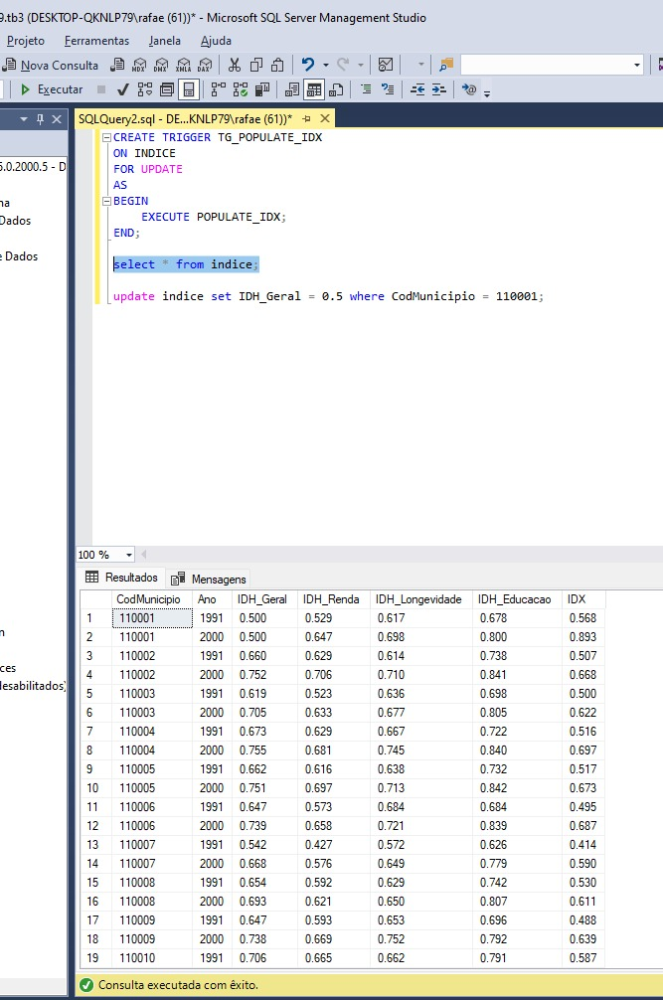 9.tb3 (DESKTOP-QKNLP79\rafae (61))* - Microsoft SQL Server Management Studio
Projeto Ferramentas Janela Ajuda
Nova Consulta MDX DMX XMLA DAX
Executar
SQLQuery2.sql - DE...KNLP79\rafae (61))*
5.0.2000.5 - D
na
Dados
e Dados
n
ces
desabilitados)
CREATE TRIGGER TG_POPULATE_IDX
ON INDICE
FOR UPDATE
AS
BEGIN
EXECUTE POPULATE_IDX;
END;
select * from indice;
update indice set IDH_Geral = 0.5 where CodMunicipio = 110001;
100 %
Resultados Mensagens
CodMunicipio Ano IDH_Geral IDH_Renda IDH_Longevidade IDH_Educacao IDX
1 110001 1991 0.500 0.529 0.617 0.678 0.568
2 110001 2000 0.500 0.647 0.698 0.800 0.893
3 110002 1991 0.660 0.629 0.614 0.738 0.507
4 110002 2000 0.752 0.706 0.710 0.841 0.668
5 110003 1991 0.619 0.523 0.636 0.698 0.500
6 110003 2000 0.705 0.633 0.677 0.805 0.622
7 110004 1991 0.673 0.629 0.667 0.722 0.516
8 110004 2000 0.755 0.681 0.745 0.840 0.697
9 110005 1991 0.662 0.616 0.638 0.732 0.517
10 110005 2000 0.751 0.697 0.713 0.842 0.673
11 110006 1991 0.647 0.573 0.684 0.684 0.495
12 110006 2000 0.739 0.658 0.721 0.839 0.687
13 110007 1991 0.542 0.427 0.572 0.626 0.414
14 110007 2000 0.668 0.576 0.649 0.779 0.590
15 110008 1991 0.654 0.592 0.629 0.742 0.530
16 110008 2000 0.693 0.621 0.650 0.807 0.611
17 110009 1991 0.647 0.593 0.653 0.696 0.488
18 110009 2000 0.738 0.669 0.752 0.792 0.639
19 110010 1991 0.706 0.665 0.662 0.791 0.587
Consulta executada com êxito.